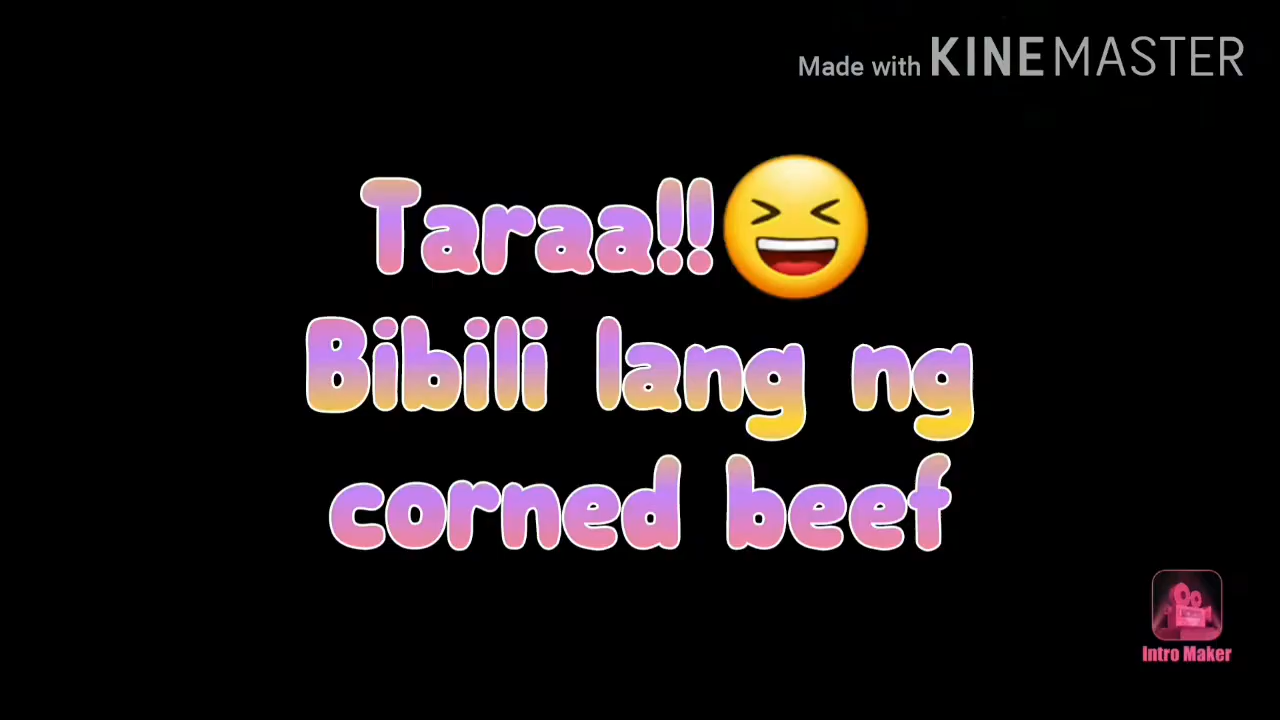 Made with KINEMASTER
Taraa!!😆
Bibili lang ng
corned beef
Intro Maker